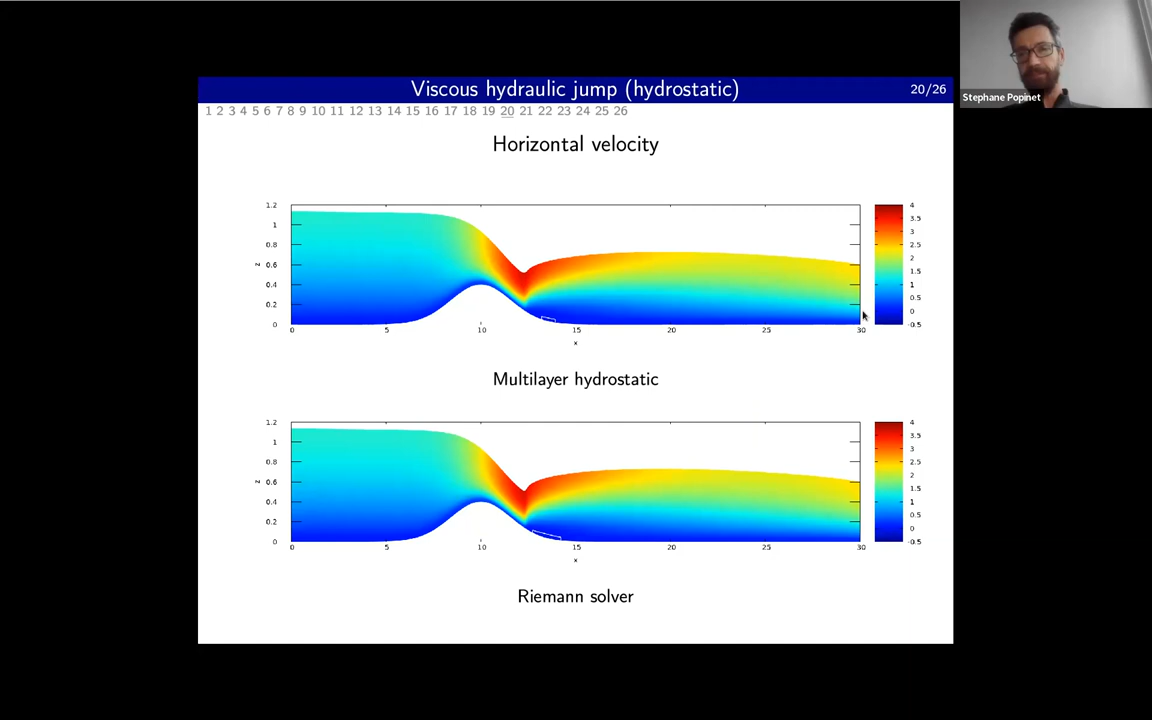 Viscous hydraulic jump (hydrostatic) 20/26
1 2 3 4 5 6 7 8 9 10 11 12 13 14 15 16 17 18 19 20 21 22 23 24 25 26
Stephane Popinet
Horizontal velocity
1.2
1
0.8
0.6
0.4
0.2
0
z
0 5 10 15 20 25 30
x
4
3.5
3
2.5
2
1.5
1
0.5
0
-0.5
Multilayer hydrostatic
1.2
1
0.8
0.6
0.4
0.2
0
z
0 5 10 15 20 25 30
x
4
3.5
3
2.5
2
1.5
1
0.5
0
-0.5
Riemann solver